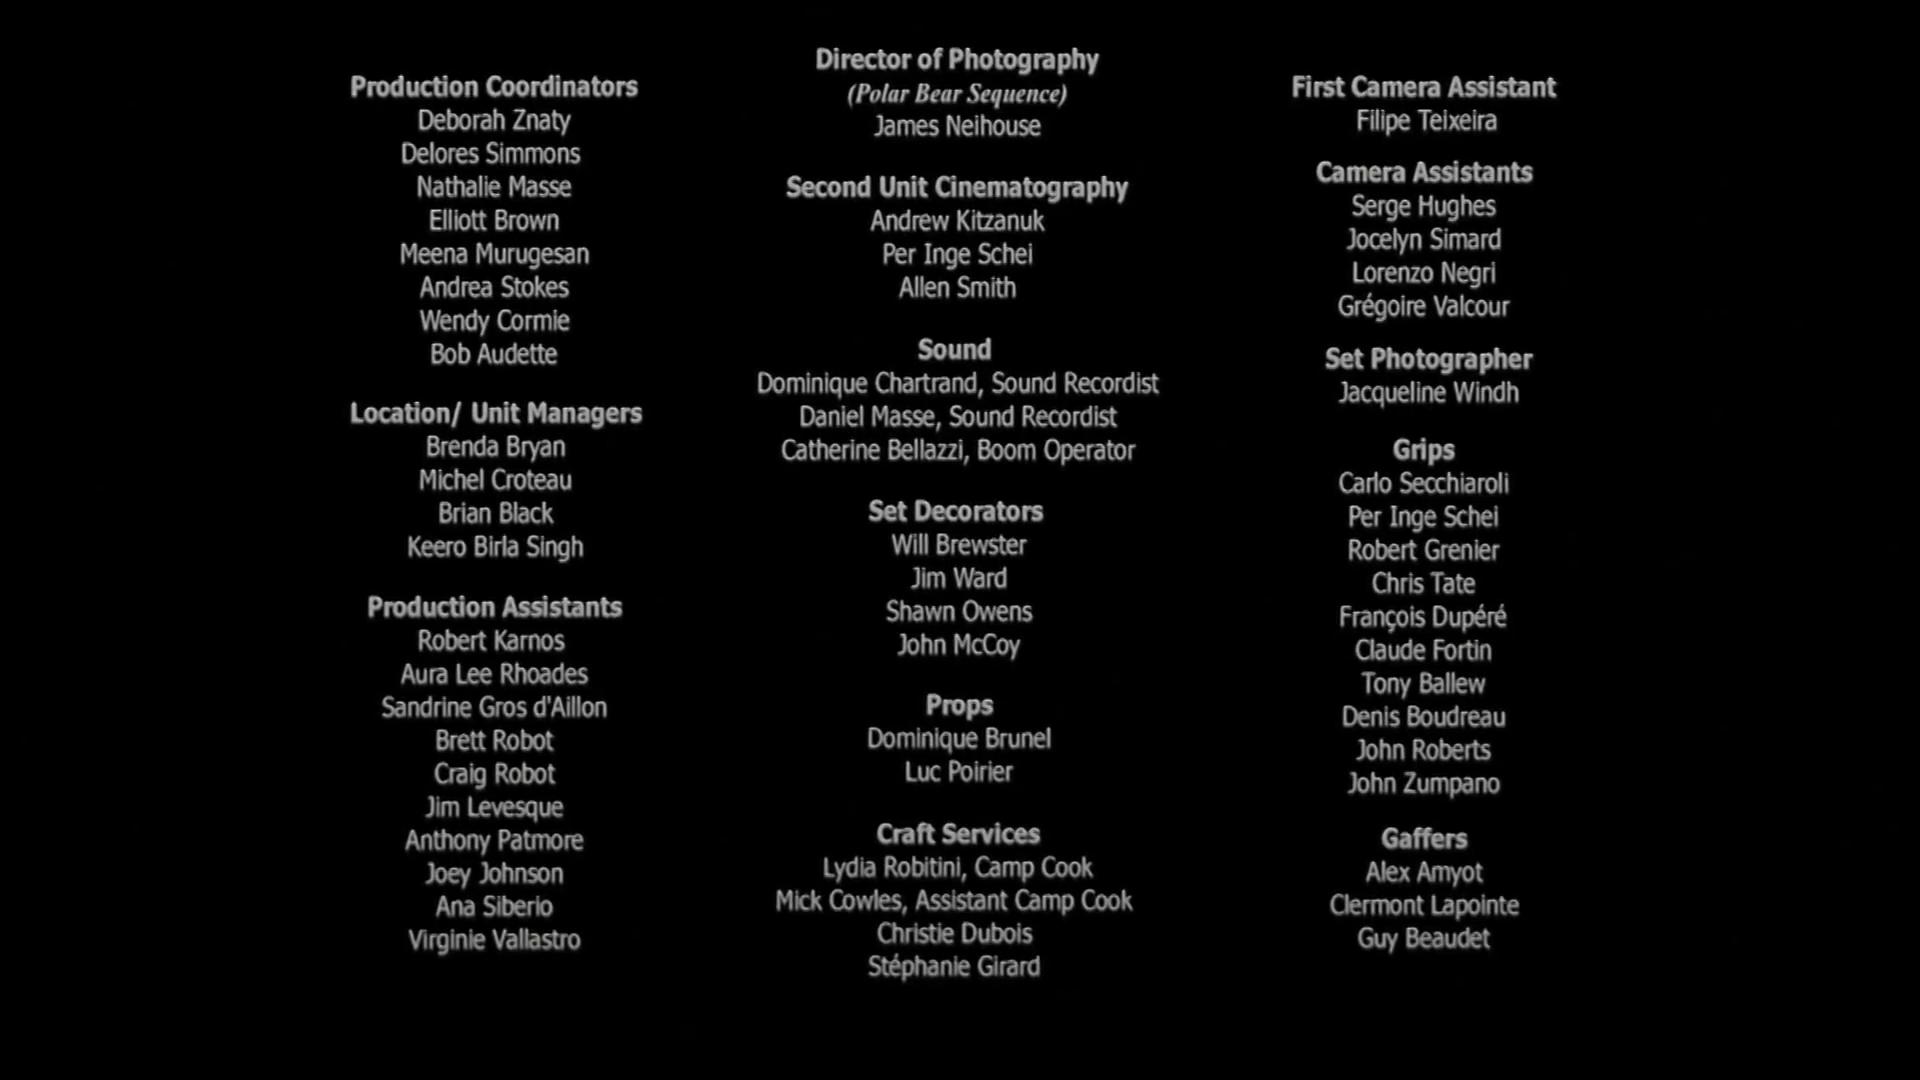 Production Coordinators
Deborah Znaty
Delores Simmons
Nathalie Masse
Elliott Brown
Meena Murugesan
Andrea Stokes
Wendy Cormie
Bob Audette
Location/ Unit Managers
Brenda Bryan
Michel Croteau
Brian Black
Keero Birla Singh
Production Assistants
Robert Karnos
Aura Lee Rhoades
Sandrine Gros d'Aillon
Brett Robot
Craig Robot
Jim Levesque
Anthony Patmore
Joey Johnson
Ana Siberio
Virginie Vallastro
Director of Photography
(Polar Bear Sequence)
James Neihouse
Second Unit Cinematography
Andrew Kitzanuk
Per Inge Schei
Allen Smith
Sound
Dominique Chartrand, Sound Recordist
Daniel Masse, Sound Recordist
Catherine Bellazzi, Boom Operator
Set Decorators
Will Brewster
Jim Ward
Shawn Owens
John McCoy
Props
Dominique Brunel
Luc Poirier
Craft Services
Lydia Robitini, Camp Cook
Mick Cowles, Assistant Camp Cook
Christie Dubois
Stéphanie Girard
First Camera Assistant
Filipe Teixeira
Camera Assistants
Serge Hughes
Jocelyn Simard
Lorenzo Negri
Grégoire Valcour
Set Photographer
Jacqueline Windh
Grips
Carlo Secchiaroli
Per Inge Schei
Robert Grenier
Chris Tate
François Dupéré
Claude Fortin
Tony Ballew
Denis Boudreau
John Roberts
John Zumpano
Gaffers
Alex Amyot
Clermont Lapointe
Guy Beaudet